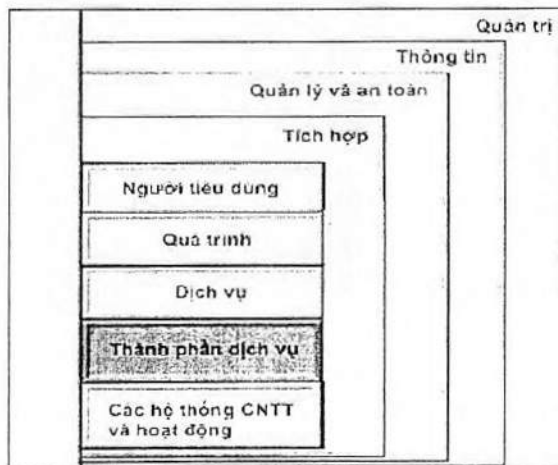 Quản trị
Thông tin
Quản lý và an toàn
Tích hợp
Người tiêu dùng
Quá trình
Dịch vụ
Thành phần dịch vụ
Các hệ thống CNTT
và hoạt động